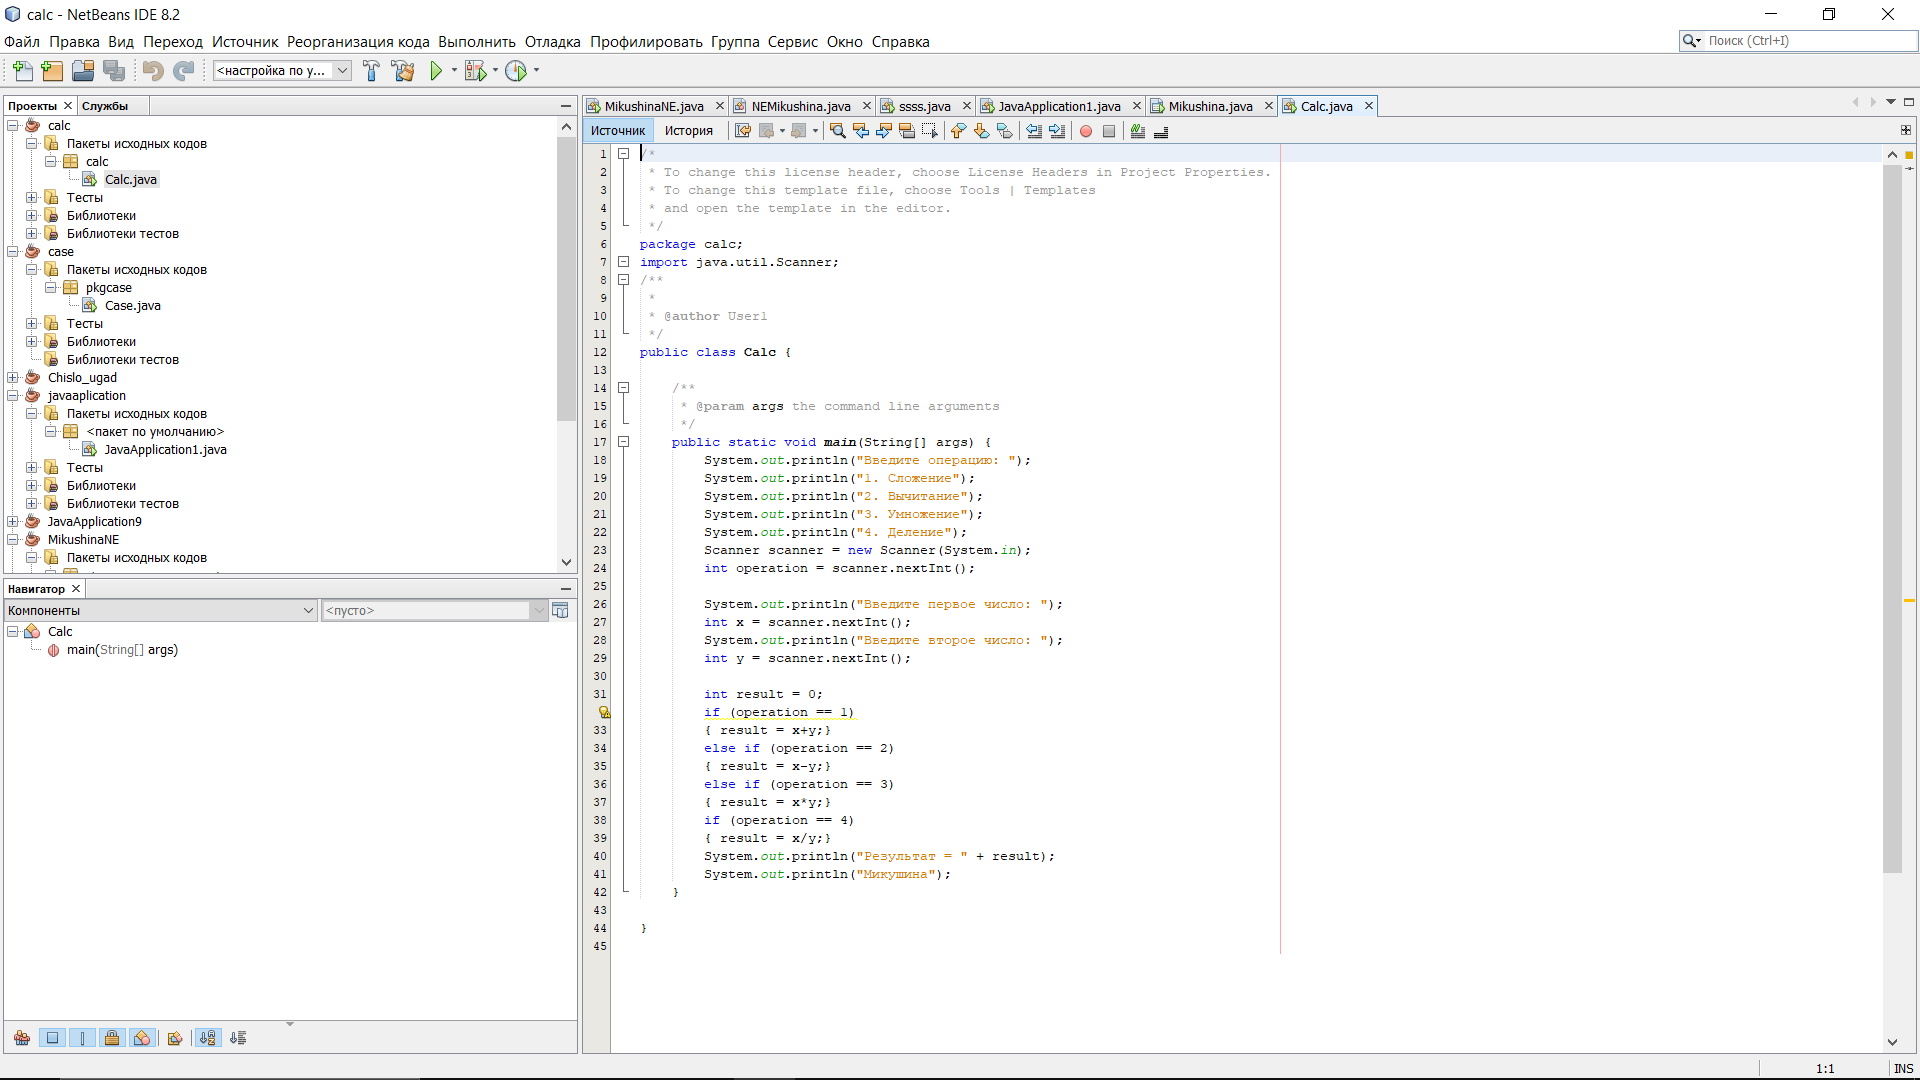 calc - NetBeans IDE 8.2
Файл Правка Вид Переход Источник Реорганизация кода Выполнить Отладка Профилировать Группа Сервис Окно Справка
Поиск (Ctrl+I)
<настройка по у...
Проекты Службы
calc
Пакеты исходных кодов
calc
Calc.java
Тесты
Библиотеки
Библиотеки тестов
case
Пакеты исходных кодов
pkgcase
Case.java
Тесты
Библиотеки
Библиотеки тестов
Chislo_ugad
javaaplication
Пакеты исходных кодов
<пакет по умолчанию>
JavaApplication1.java
Тесты
Библиотеки
Библиотеки тестов
JavaApplication9
MikushinaNE
Пакеты исходных кодов
Навигатор
Компоненты <пусто>
Calc
main(String[] args)
MikushinaNE.java NEMikushina.java ssss.java JavaApplication1.java Mikushina.java Calc.java
Источник История
1 /*
2 * To change this license header, choose License Headers in Project Properties.
3 * To change this template file, choose Tools | Templates
4 * and open the template in the editor.
5 */
6 package calc;
7 import java.util.Scanner;
8 /**
9 *
10 * @author User1
11 */
12 public class Calc {
13
14 /**
15 * @param args the command line arguments
16 */
17 public static void main(String[] args) {
18 System.out.println("Введите операцию: ");
19 System.out.println("1. Сложение");
20 System.out.println("2. Вычитание");
21 System.out.println("3. Умножение");
22 System.out.println("4. Деление");
23 Scanner scanner = new Scanner(System.in);
24 int operation = scanner.nextInt();
25
26 System.out.println("Введите первое число: ");
27 int x = scanner.nextInt();
28 System.out.println("Введите второе число: ");
29 int y = scanner.nextInt();
30
31 int result = 0;
if (operation == 1)
33 { result = x+y;}
34 else if (operation == 2)
35 { result = x-y;}
36 else if (operation == 3)
37 { result = x*y;}
38 if (operation == 4)
39 { result = x/y;}
40 System.out.println("Результат = " + result);
41 System.out.println("Микушина");
42 }
43
44 }
45
1:1 INS